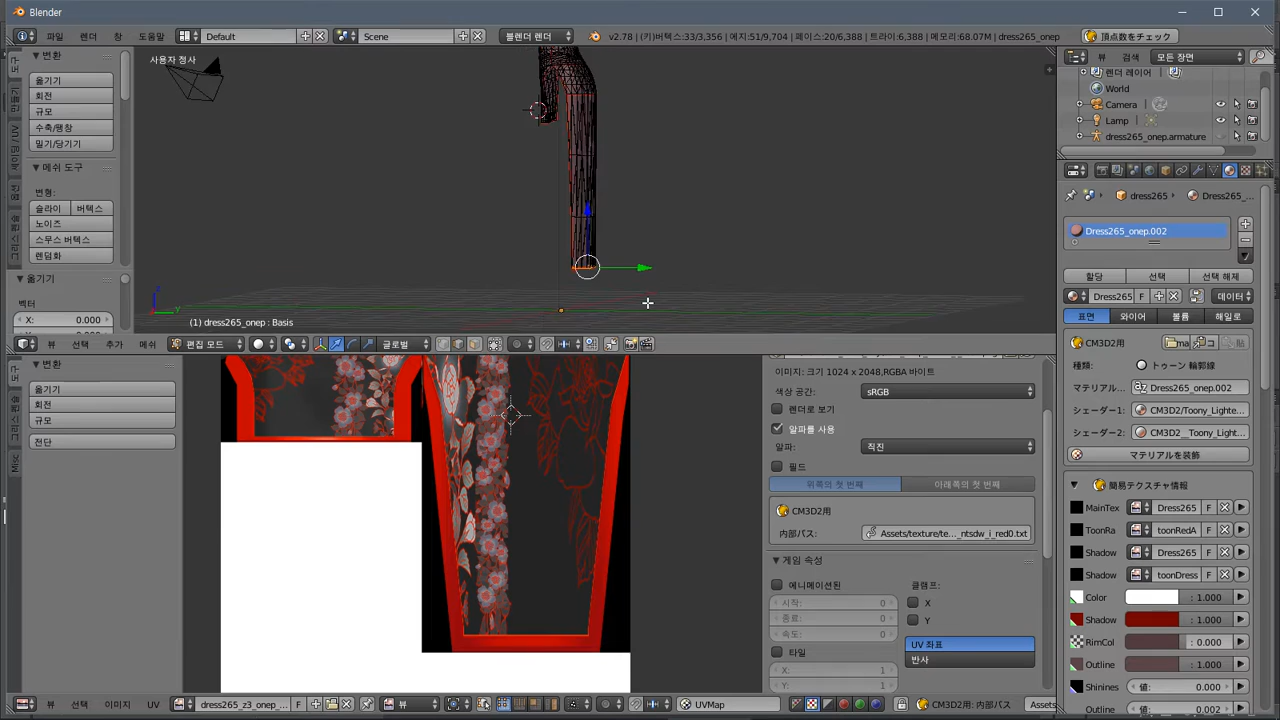 Blender
파일
렌더
창
도움말
Default
Scene
블렌더 렌더
v2.78 | (키)버텍스:33/3,356 | 에지:51/9,704 | 페이스:20/6,388 | 트라이:6,388 | 메모리:68.07M | dress265_onep
頂点数をチェック
뷰
검색
모든 장면
렌더 레이어
World
Camera
Lamp
dress265_onep.armature
변환
옮기기
회전
규모
수축/팽창
밀기/당기기
메쉬 도구
변형:
슬라이
버텍스
노이즈
스무스 버텍스
렌덤화
옮기기
벡터
X: 0.000
사용자 정사
(1) dress265_onep : Basis
뷰
선택
추가
메쉬
편집 모드
글로벌
변환
옮기기
회전
규모
전단
Misc
이미지: 크기 1024 x 2048,RGBA 바이트
색상 공간:
sRGB
렌더로 보기
알파를 사용
알파:
직진
필드
위쪽의 첫 번째
아래쪽의 첫 번째
CM3D2用
内部パス:
Assets/texture/te..._ntsdw_i_red0.txt
게임 속성
에니메이션된
클램프:
시작: 0
종료: 0
속도: 0
X
Y
타일
UV 좌표
반사
X: 1
Y: 1
뷰
선택
이미지
UV
dress265_z3_onep_...
F
뷰
UVMap
CM3D2用: 内部パス
Assets
dress265
Dress265_...
Dress265_onep.002
할당
선택
선택 해제
Dress265
F
데이터
표면
와이어
볼륨
해일로
CM3D2用
ma
コ
貼
種類:
トゥーン 輪郭線
マテリアル...
Dress265_onep.002
シェーダー1:
CM3D2/Toony_Lighte...
シェーダー2:
CM3D2__Toony_Light...
マテリアルを装飾
簡易テクスチャ情報
MainTex
Dress265
F
ToonRa
toonRedA
F
Shadow
Dress265
F
Shadow
toonDress
F
Color
: 1.000
Shadow
: 1.000
RimCol
: 0.000
Outline
: 1.000
Shinines
値: 0.000
Outline
値: 0.002